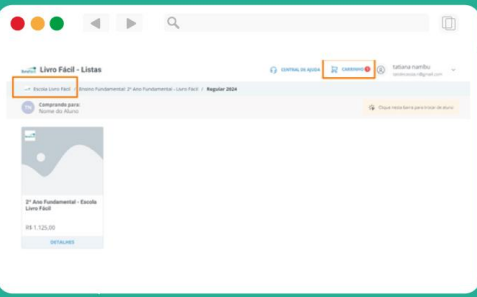 Livro Fácil - Listas
CENTRAL DE AJUDA
CARRINHO
tatiana nambu
Escola Livro Fácil / Ensino Fundamental: 2º Ano Fundamental - Livro Fácil / Regular 2024
Comprando para:
Nome do Aluno
Clique nesta barra para trocar de aluno
2º Ano Fundamental - Escola
Livro Fácil
R$ 1.125,00
DETALHES